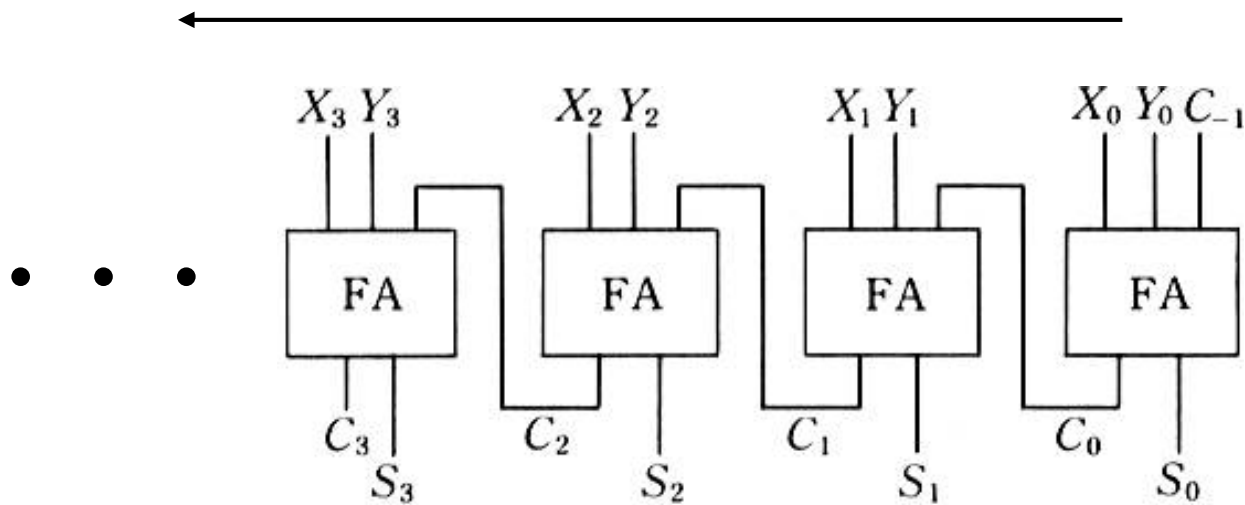 X₃ Y₃ X₂ Y₂ X₁ Y₁ X₀ Y₀ C₋₁
FA FA FA FA
C₃ C₂ C₁ C₀
S₃ S₂ S₁ S₀